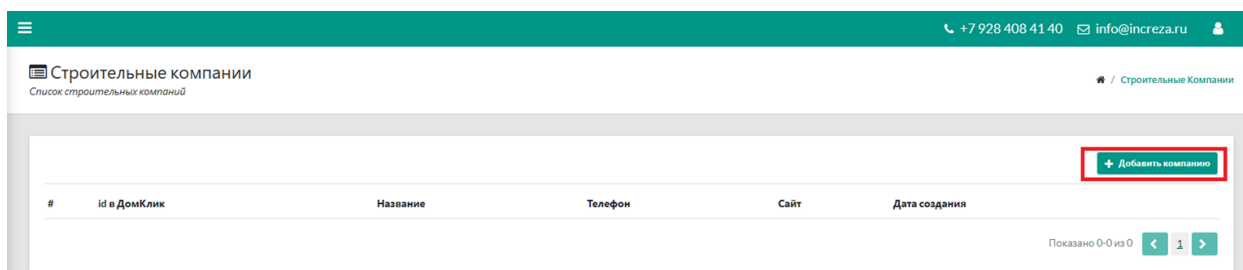 +7 928 408 41 40 info@increza.ru
Строительные компании
Список строительных компаний
/ Строительные Компании
+ Добавить компанию
# id в ДомКлик Название Телефон Сайт Дата создания
Показано 0-0 из 0 < 1 >